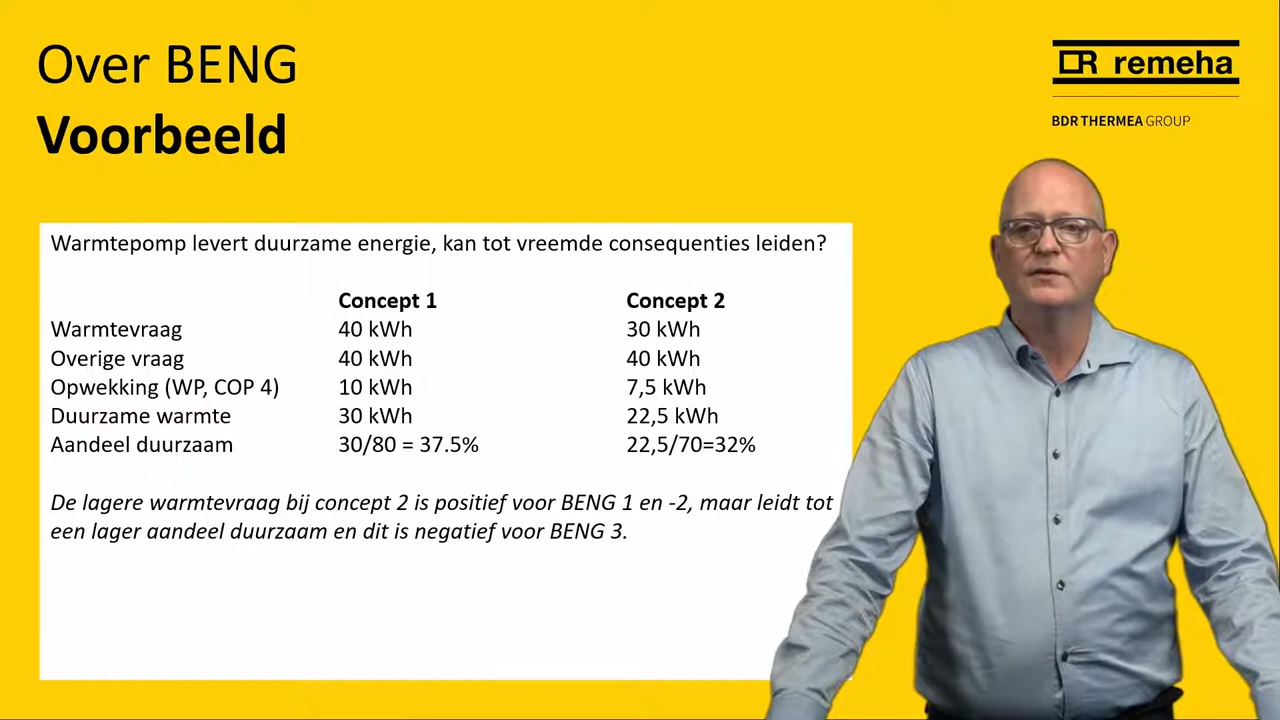 Over BENG
Voorbeeld
remeha
BDR THERMEA GROUP
Warmtepomp levert duurzame energie, kan tot vreemde consequenties leiden?
Concept 1 Concept 2
Warmtevraag 40 kWh 30 kWh
Overige vraag 40 kWh 40 kWh
Opwekking (WP, COP 4) 10 kWh 7,5 kWh
Duurzame warmte 30 kWh 22,5 kWh
Aandeel duurzaam 30/80 = 37.5% 22,5/70=32%
De lagere warmtevraag bij concept 2 is positief voor BENG 1 en -2, maar leidt tot
een lager aandeel duurzaam en dit is negatief voor BENG 3.